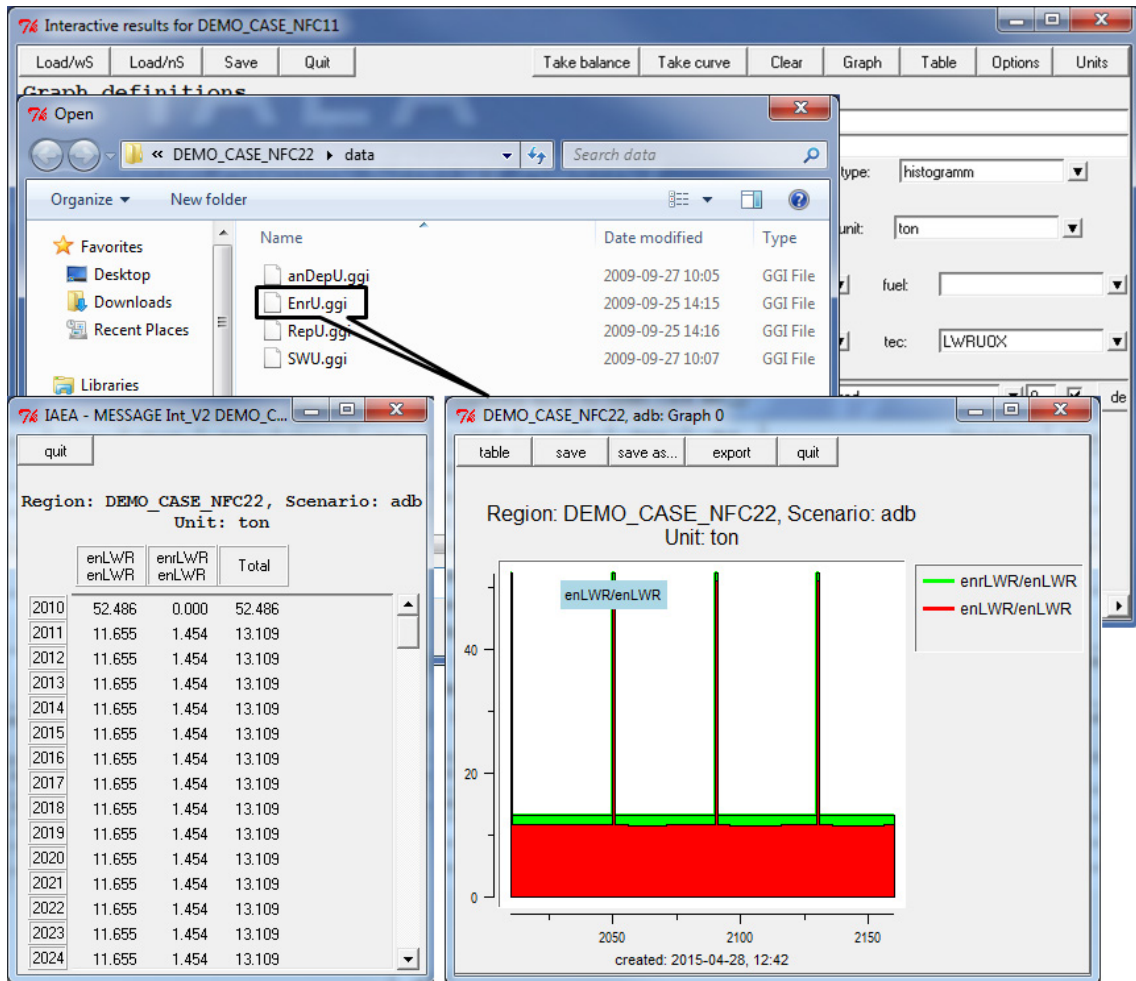 Interactive results for DEMO_CASE_NFC11
Load/wS Load/nS Save Quit Take balance Take curve Clear Graph Table Options Units
Graph definitions
Open
« DEMO_CASE_NFC22 data Search data
type: histogramm
Organize New folder
unit: ton
Favorites Name Date modified Type
Desktop anDepU.ggi 2009-09-27 10:05 GGI File
fuel:
Downloads EnrU.ggi 2009-09-25 14:15 GGI File
Recent Places RepU.ggi 2009-09-25 14:16 GGI File
tec: LWRUOX
SWU.ggi 2009-09-27 10:07 GGI File
Libraries
de
IAEA - MESSAGE Int_V2 DEMO_C...
quit
Region: DEMO_CASE_NFC22, Scenario: adb
Unit: ton
enLWR enrLWR Total
enLWR enLWR
2010 52.486 0.000 52.486
2011 11.655 1.454 13.109
2012 11.655 1.454 13.109
2013 11.655 1.454 13.109
2014 11.655 1.454 13.109
2015 11.655 1.454 13.109
2016 11.655 1.454 13.109
2017 11.655 1.454 13.109
2018 11.655 1.454 13.109
2019 11.655 1.454 13.109
2020 11.655 1.454 13.109
2021 11.655 1.454 13.109
2022 11.655 1.454 13.109
2023 11.655 1.454 13.109
2024 11.655 1.454 13.109
DEMO_CASE_NFC22, adb: Graph 0
table save save as... export quit
Region: DEMO_CASE_NFC22, Scenario: adb
Unit: ton
enLWR/enLWR
enrLWR/enLWR
enLWR/enLWR
40
20
0
2050 2100 2150
created: 2015-04-28, 12:42